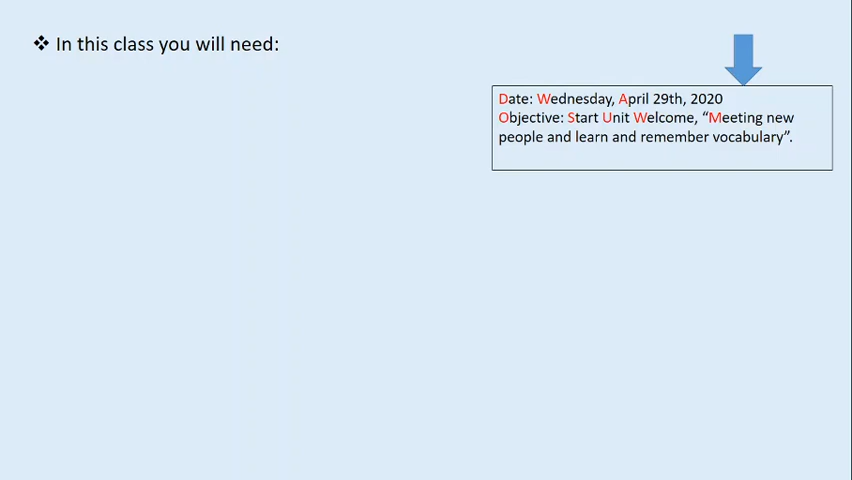 ❖ In this class you will need:
Date: Wednesday, April 29th, 2020
Objective: Start Unit Welcome, “Meeting new
people and learn and remember vocabulary”.